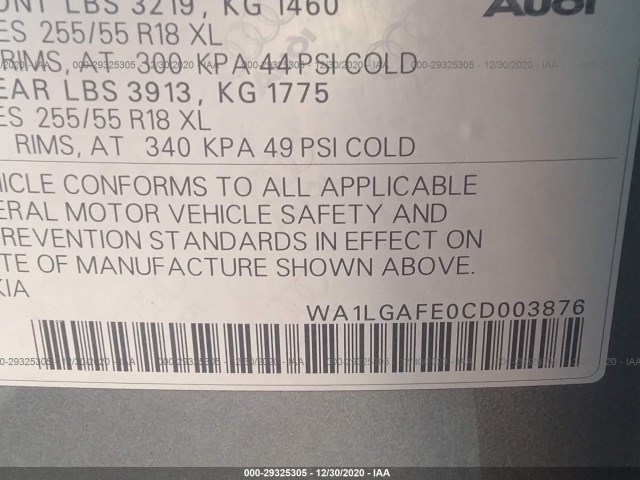 ONT LBS 3219, KG 1460
Audi
ES 255/55 R18 XL
RIMS, AT 300 KPA 44 PSI COLD
EAR LBS 3913, KG 1775
ES 255/55 R18 XL
RIMS, AT 340 KPA 49 PSI COLD
HICLE CONFORMS TO ALL APPLICABLE
ERAL MOTOR VEHICLE SAFETY AND
REVENTION STANDARDS IN EFFECT ON
TE OF MANUFACTURE SHOWN ABOVE.
KIA
WA1LGAFE0CD003876
000-29325305 - 12/30/2020 - IAA